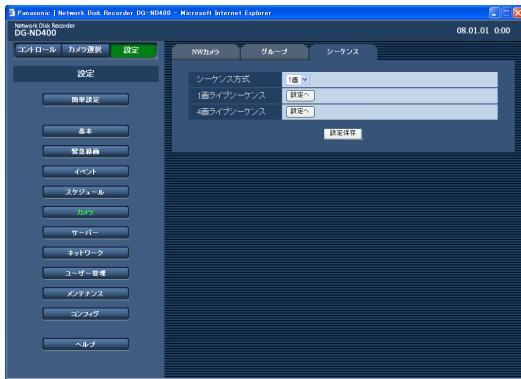 Panasonic | Network Disk Recorder DG-ND400 - Microsoft Internet Explorer
Network Disk Recorder
DG-ND400
08.01.01 0:00
コントロール カメラ選択 設定
NWカメラ グループ シーケンス
設定
簡単設定
基本
緊急録画
イベント
スケジュール
カメラ
サーバー
ネットワーク
ユーザー管理
メンテナンス
コンフィグ
ヘルプ
シーケンス方式 1画
1画ライブシーケンス 設定へ
4画ライブシーケンス 設定へ
設定保存